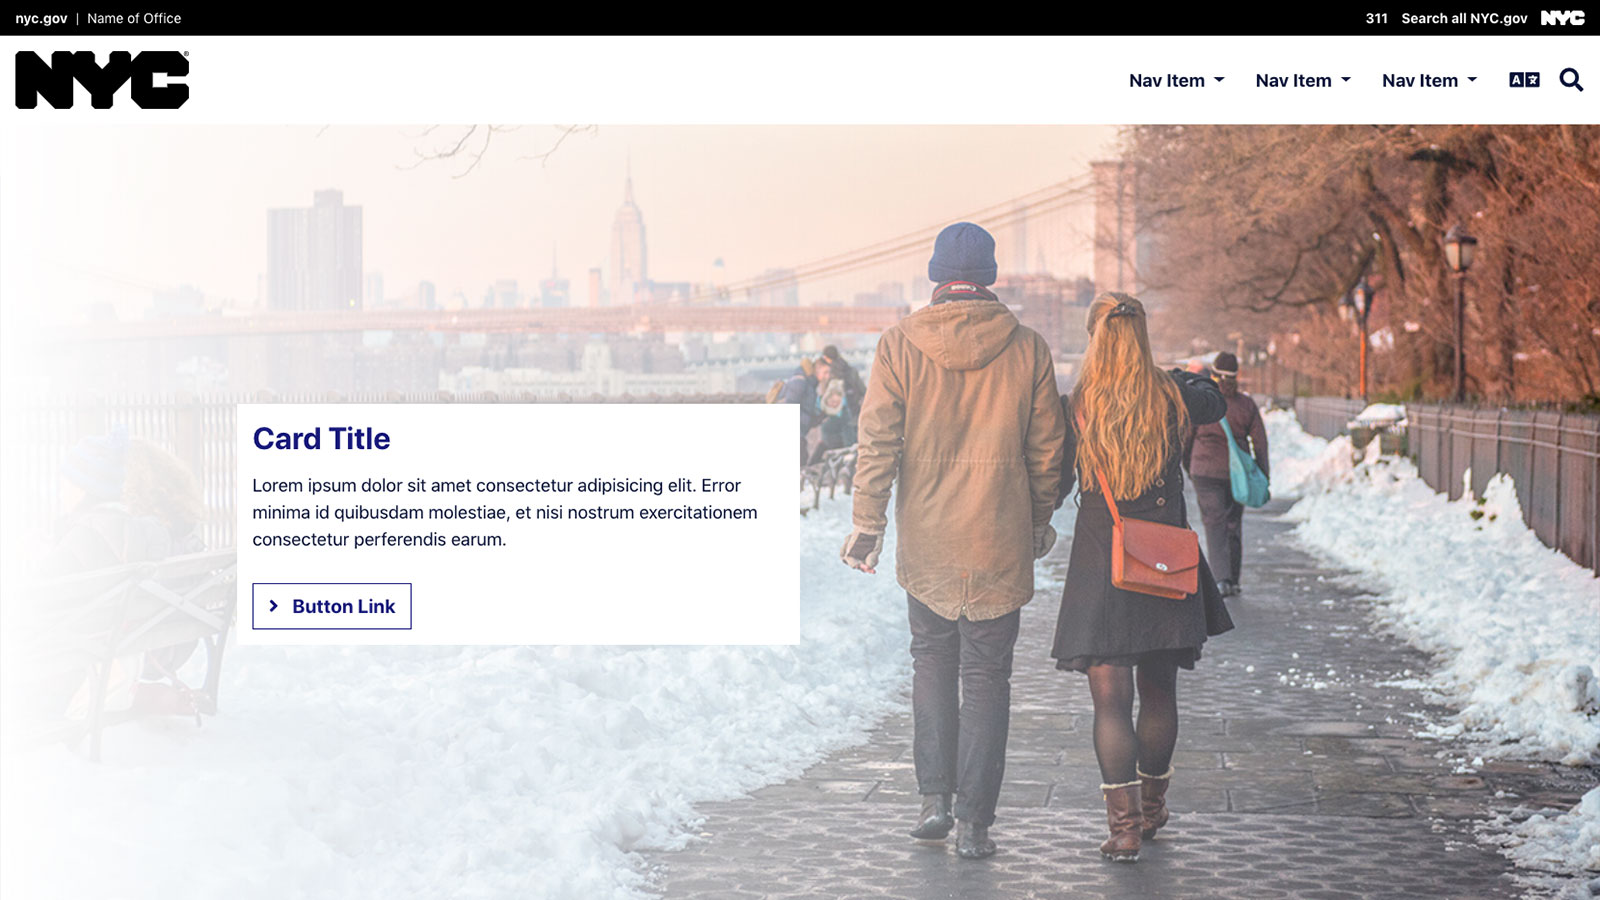 nyc.gov | Name of Office
311 Search all NYC.gov NYC
NYC®
Nav Item Nav Item Nav Item
A文
Card Title
Lorem ipsum dolor sit amet consectetur adipisicing elit. Error
minima id quibusdam molestiae, et nisi nostrum exercitationem
consectetur perferendis earum.
Button Link